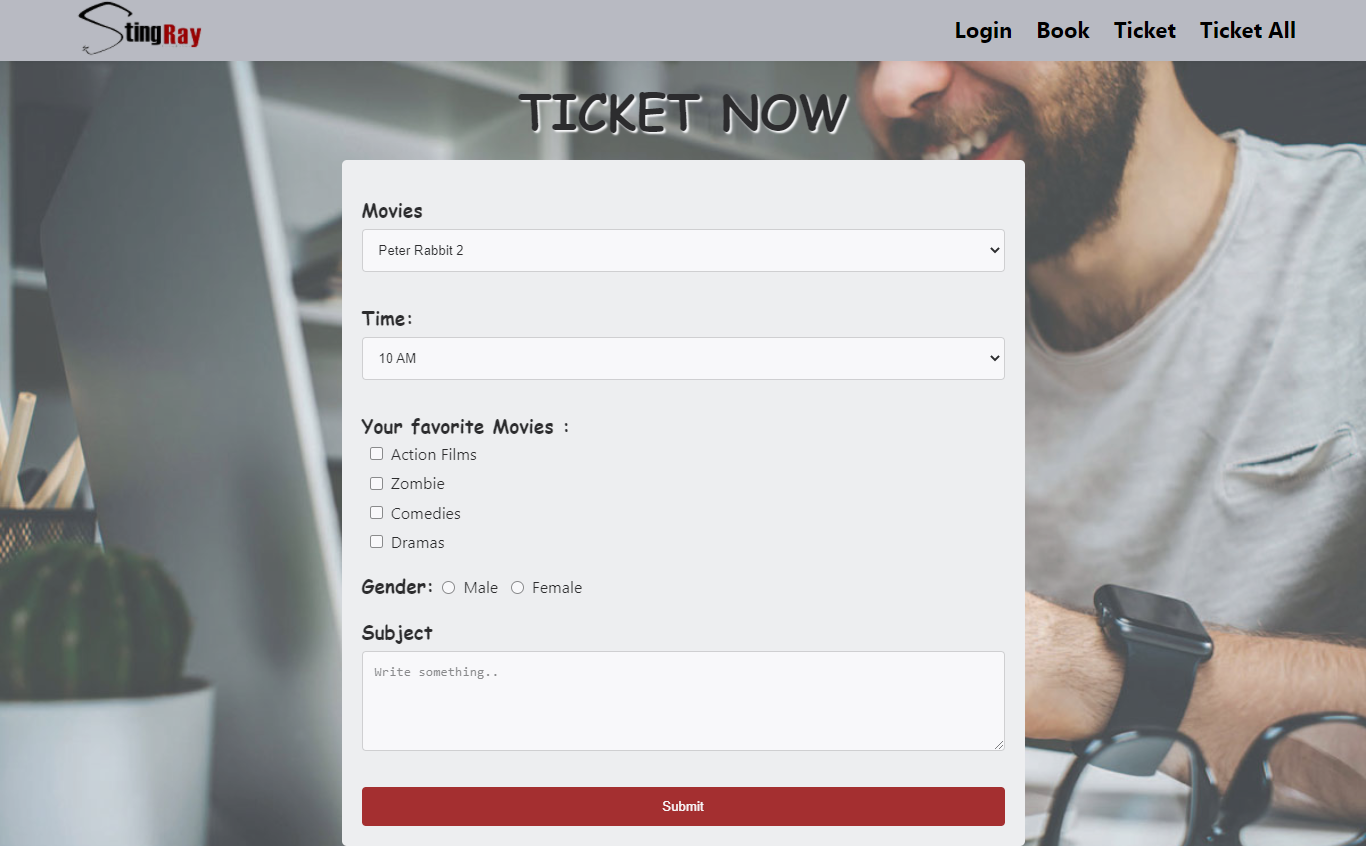 StingRay
Login Book Ticket Ticket All
TICKET NOW
Movies
Peter Rabbit 2
Time:
10 AM
Your favorite Movies :
Action Films
Zombie
Comedies
Dramas
Gender: Male Female
Subject
Write something..
Submit